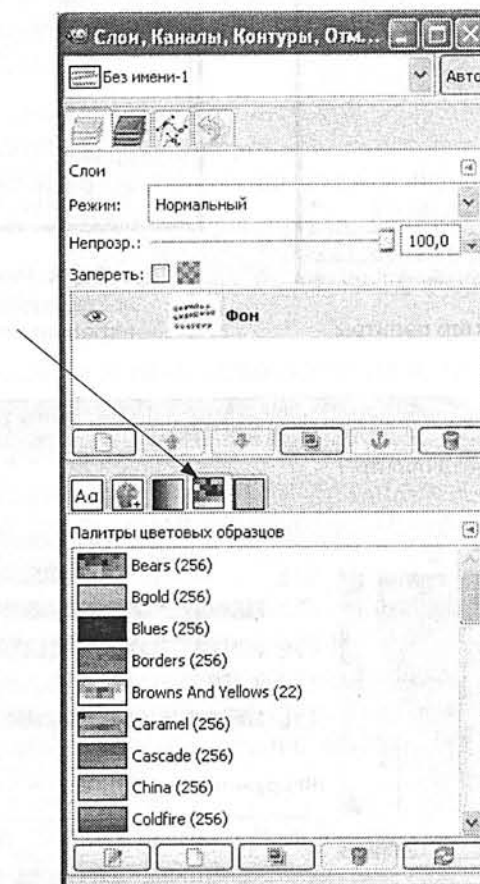 Слои, Каналы, Контуры, Отм...
Без имени-1
Авто
Слои
Режим: Нормальный
Непрозр.: 100,0
Запереть:
Фон
Aa
Палитры цветовых образцов
Bears (256)
Bgold (256)
Blues (256)
Borders (256)
Browns And Yellows (22)
Caramel (256)
Cascade (256)
China (256)
Coldfire (256)